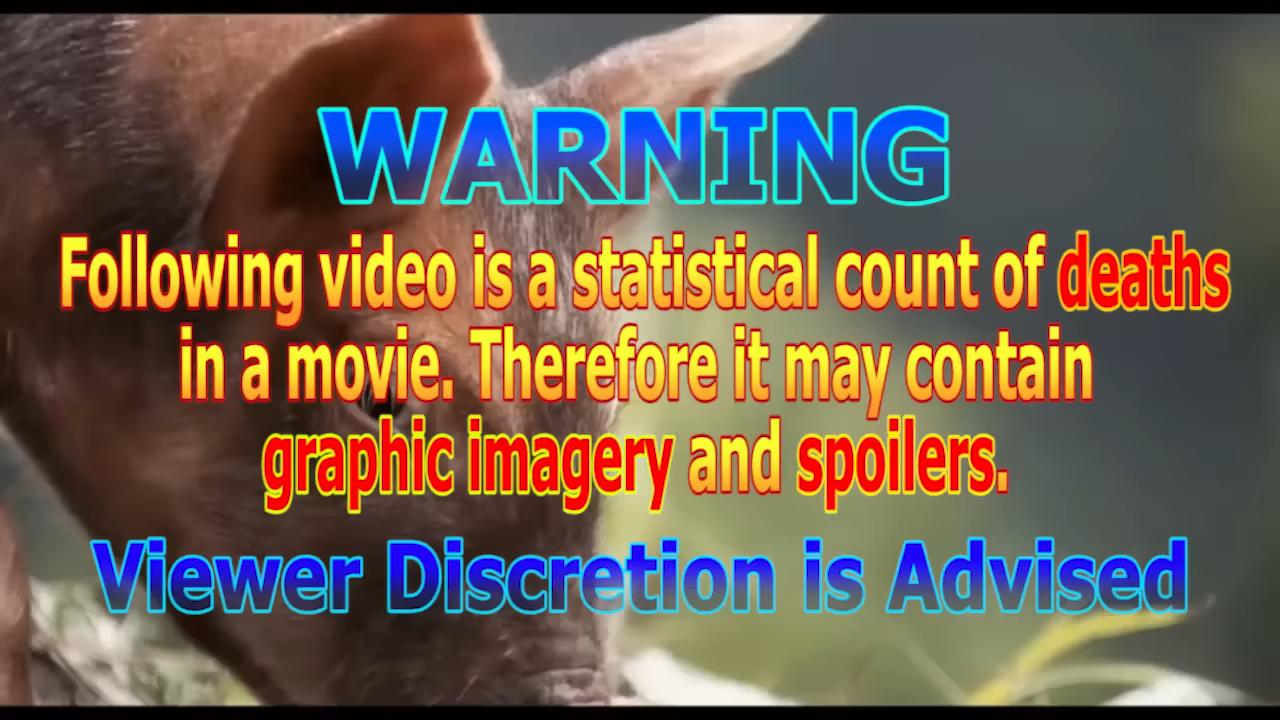 WARNING
Following video is a statistical count of deaths
in a movie. Therefore it may contain
graphic imagery and spoilers.
Viewer Discretion is Advised